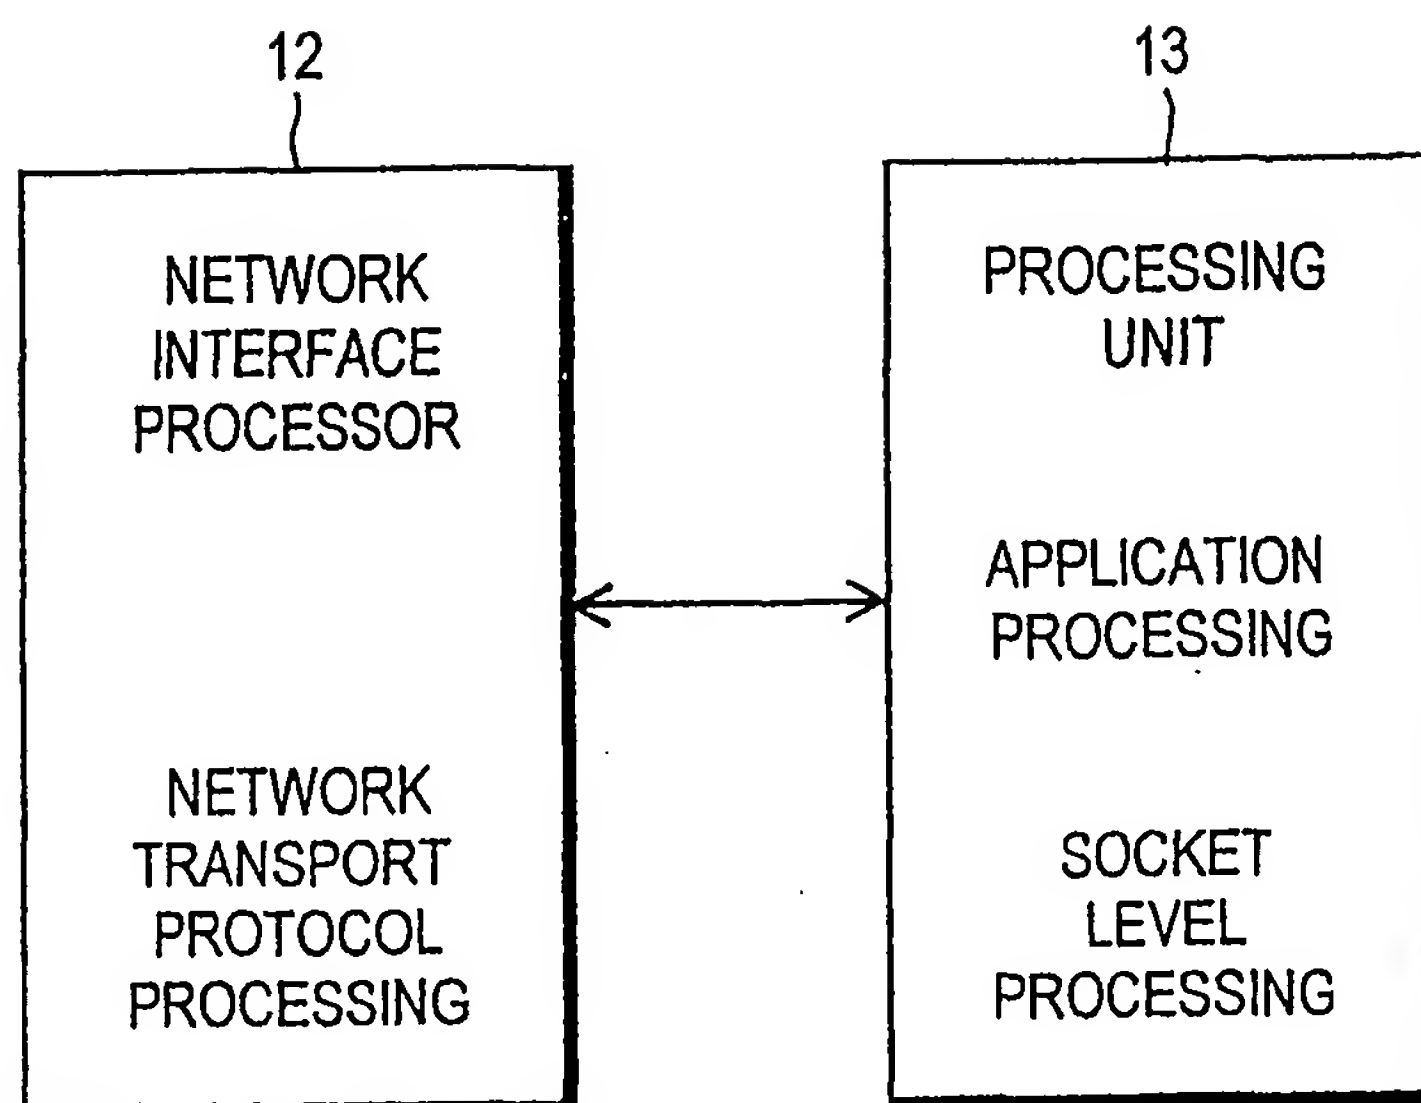 12
NETWORK
INTERFACE
PROCESSOR
NETWORK
TRANSPORT
PROTOCOL
PROCESSING
13
PROCESSING
UNIT
APPLICATION
PROCESSING
SOCKET
LEVEL
PROCESSING